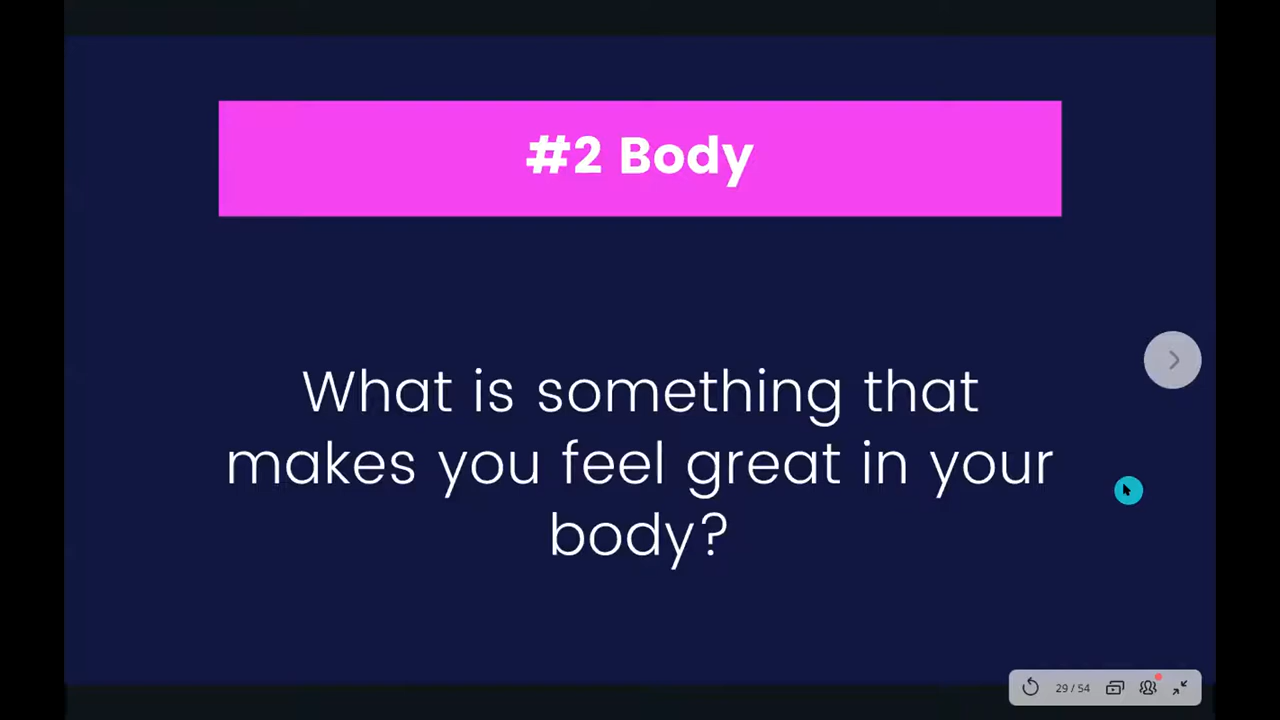 #2 Body
What is something that
makes you feel great in your
body?
29 / 54